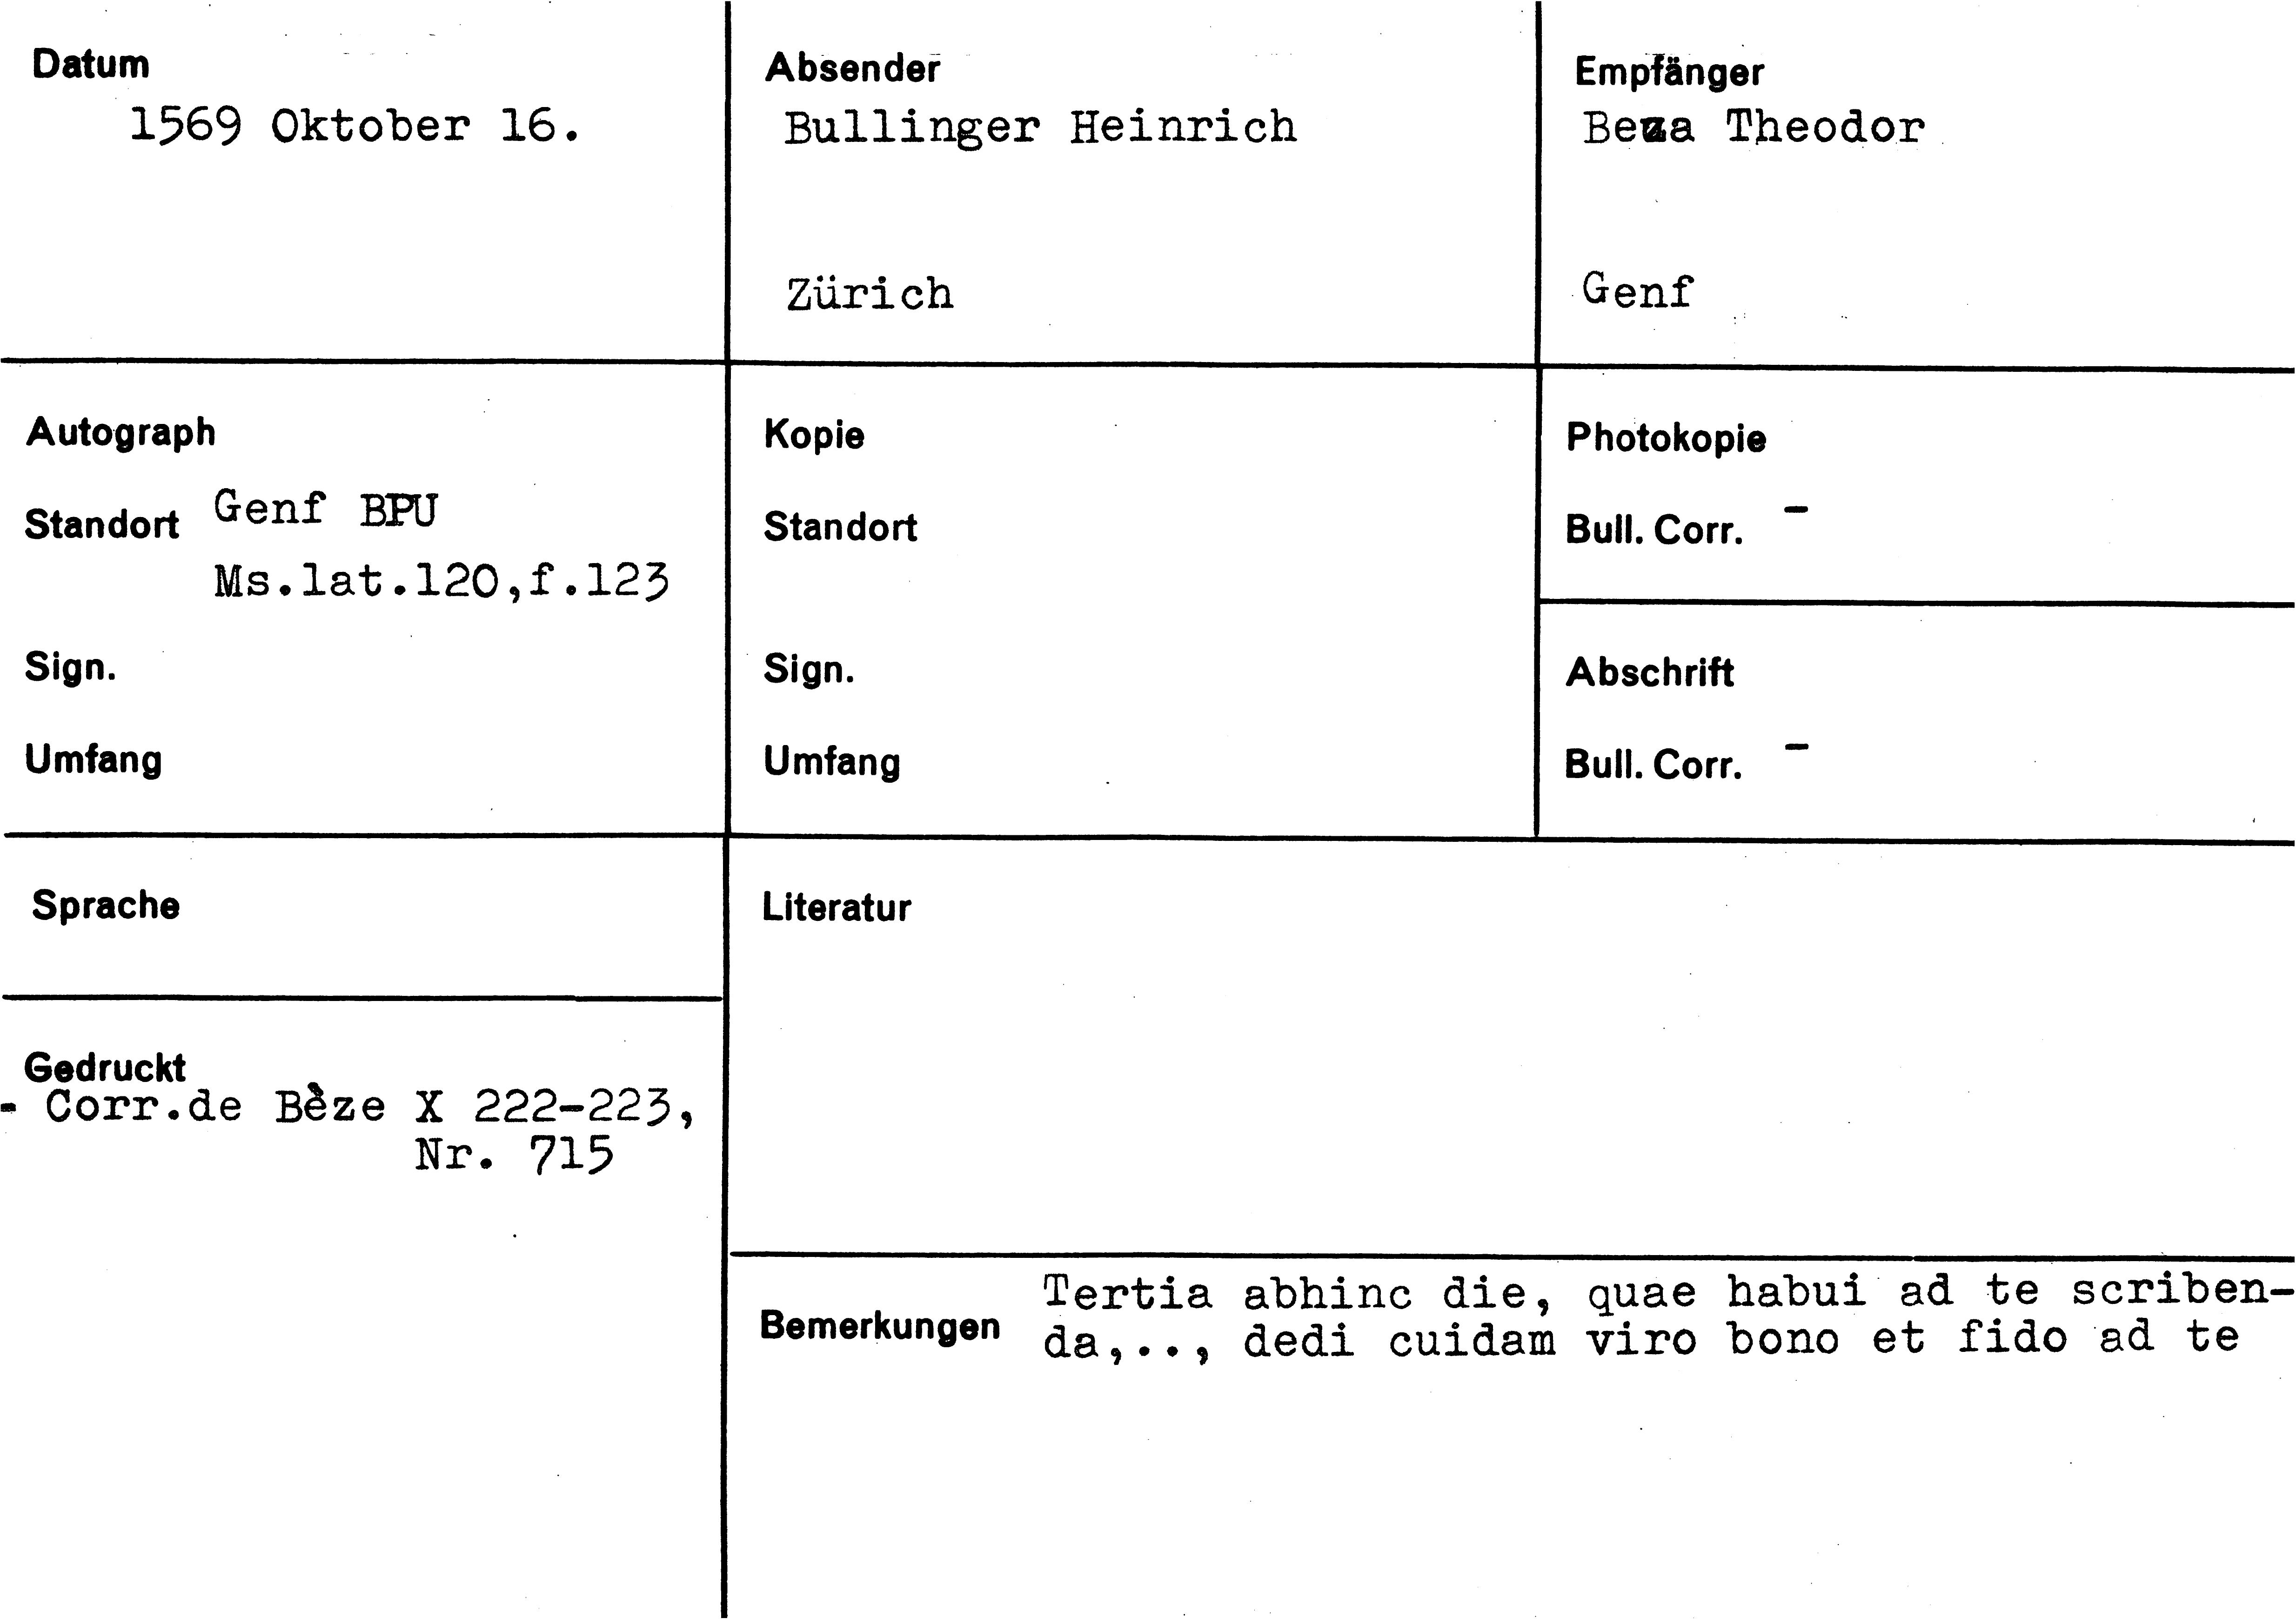 Datum
1569 Oktober 16.
Absender
Bullinger Heinrich
Zürich
Empfänger
Beza Theodor
Genf
Autograph
Standort Genf BPU
Ms.lat.120,f.123
Sign.
Umfang
Kopie
Standort
Sign.
Umfang
Photokopie
Bull. Corr. -
Abschrift
Bull. Corr. -
Sprache
Gedruckt
- Corr.de Bèze X 222-223,
Nr. 715
Literatur
Bemerkungen
Tertia abhinc die, quae habui ad te scriben-
da,.., dedi cuidam viro bono et fido ad te